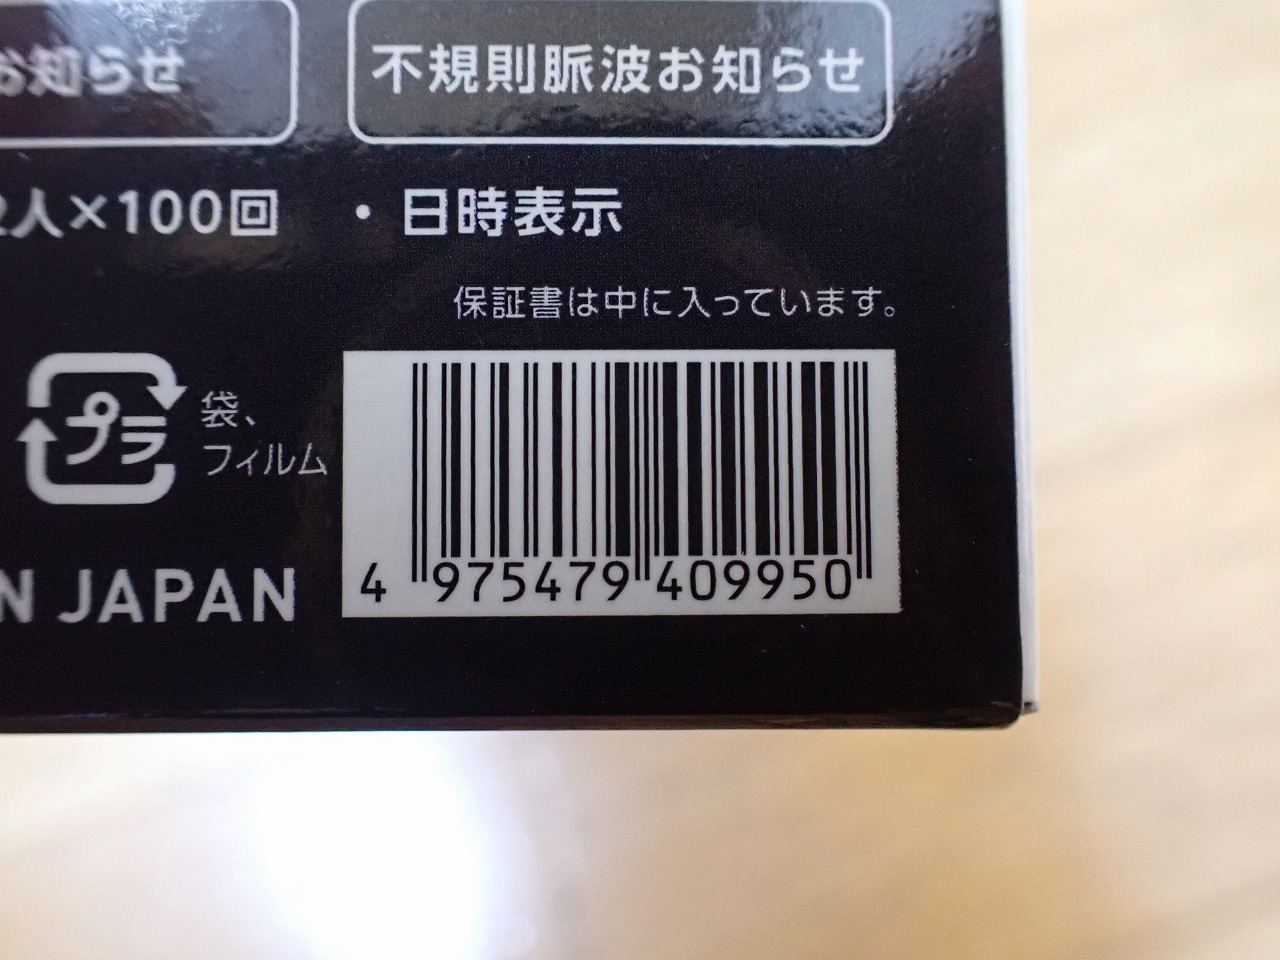 お知らせ
不規則脈波お知らせ
2人×100回
・日時表示
保証書は中に入っています。
プラ
袋、
フィルム
N JAPAN
4 975479 409950